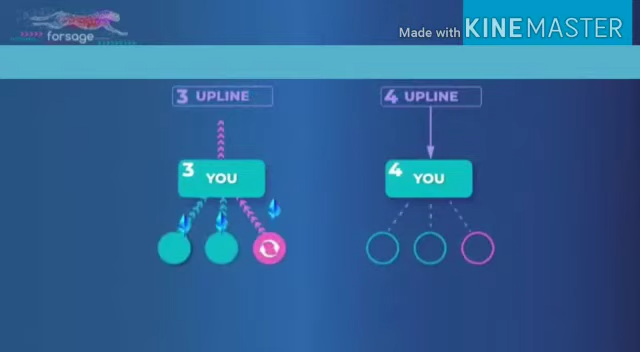 forsage
Made with KINEMASTER
3 UPLINE
4 UPLINE
3 YOU
4 YOU